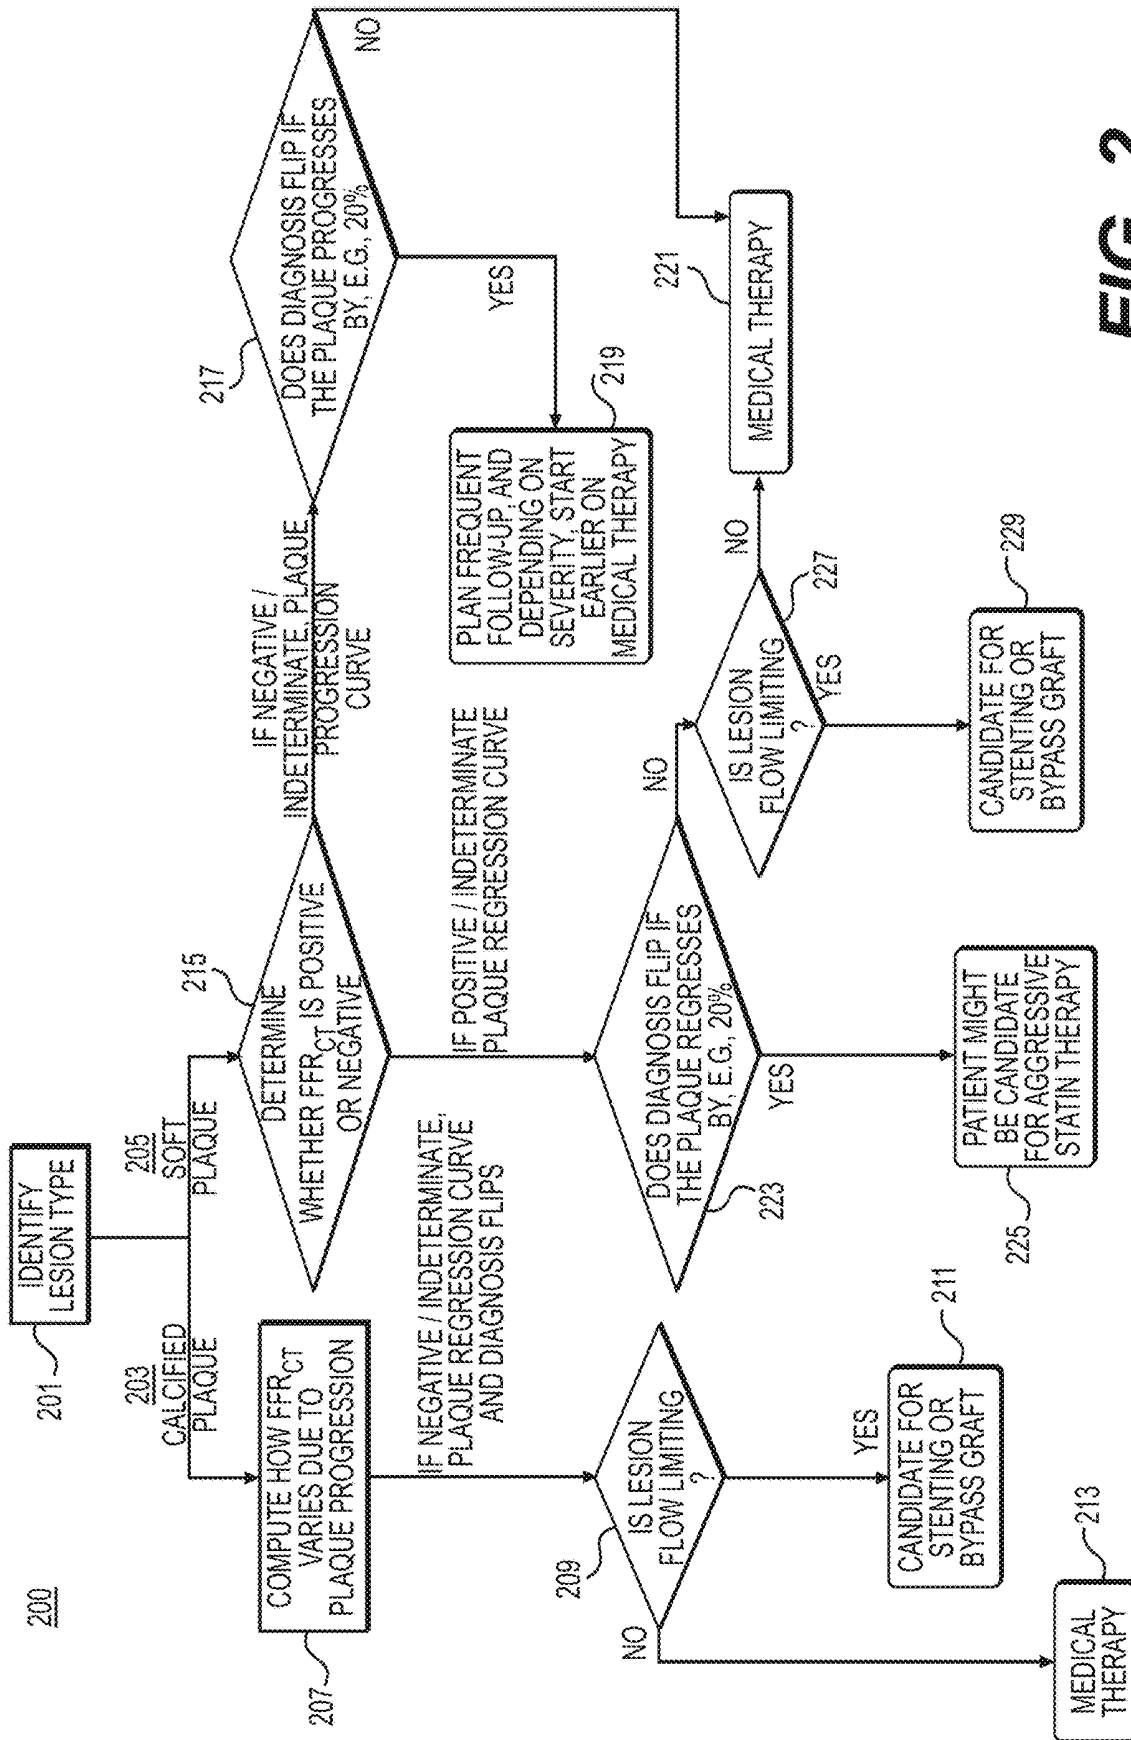 200
IDENTIFY
LESION TYPE
201
203
CALCIFIED
PLAQUE
205
SOFT
PLAQUE
COMPUTE HOW FFRCT
VARIES DUE TO
PLAQUE PROGRESSION
207
DETERMINE
WHETHER FFRCT IS POSITIVE
OR NEGATIVE
215
IF NEGATIVE /
INDETERMINATE, PLAQUE
PROGRESSION
CURVE
DOES DIAGNOSIS FLIP IF
THE PLAQUE PROGRESSES
BY, E.G., 20%
217
NO
YES
IF NEGATIVE / INDETERMINATE,
PLAQUE REGRESSION CURVE
AND DIAGNOSIS FLIPS
IF POSITIVE / INDETERMINATE
PLAQUE REGRESSION CURVE
PLAN FREQUENT
FOLLOW-UP, AND
DEPENDING ON
SEVERITY, START
EARLIER ON
MEDICAL THERAPY
219
IS LESION
FLOW LIMITING
?
209
NO
YES
DOES DIAGNOSIS FLIP IF
THE PLAQUE REGRESSES
BY, E.G., 20%
223
NO
YES
IS LESION
FLOW LIMITING
?
227
NO
YES
MEDICAL THERAPY
221
CANDIDATE FOR
STENTING OR
BYPASS GRAFT
211
PATIENT MIGHT
BE CANDIDATE
FOR AGGRESSIVE
STATIN THERAPY
225
CANDIDATE FOR
STENTING OR
BYPASS GRAFT
229
MEDICAL
THERAPY
213
FIG. 2